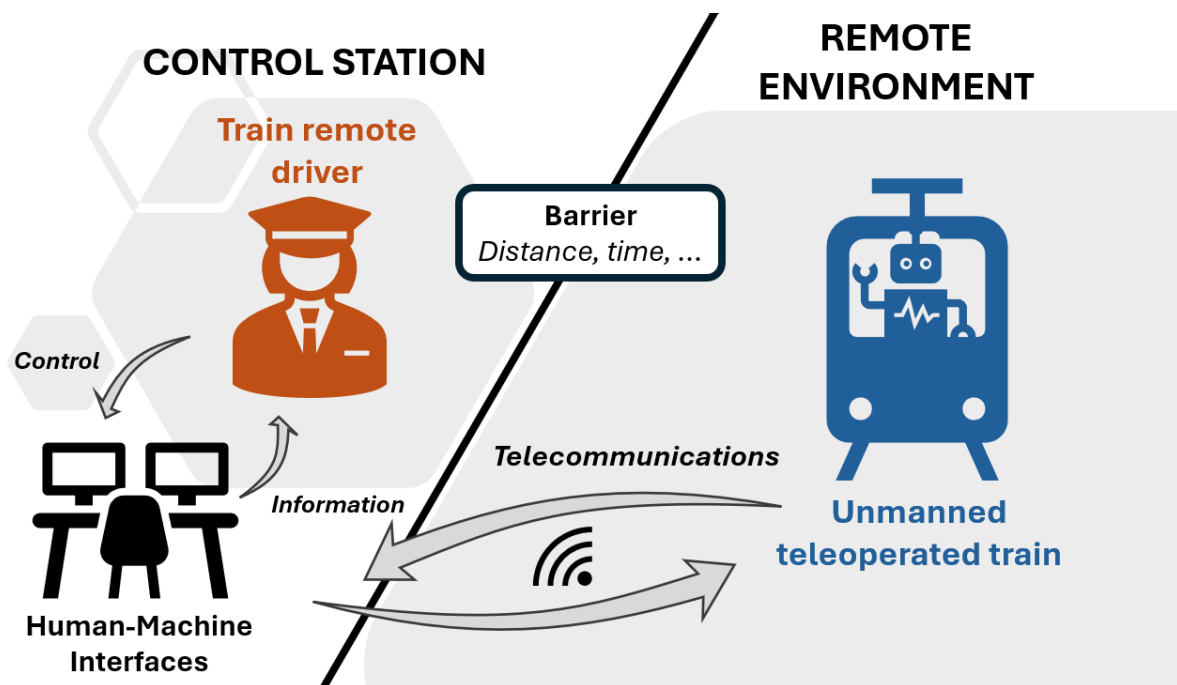 CONTROL STATION
REMOTE
ENVIRONMENT
Train remote
driver
Barrier
Distance, time, ...
Control
Information
Telecommunications
Human-Machine
Interfaces
Unmanned
teleoperated train